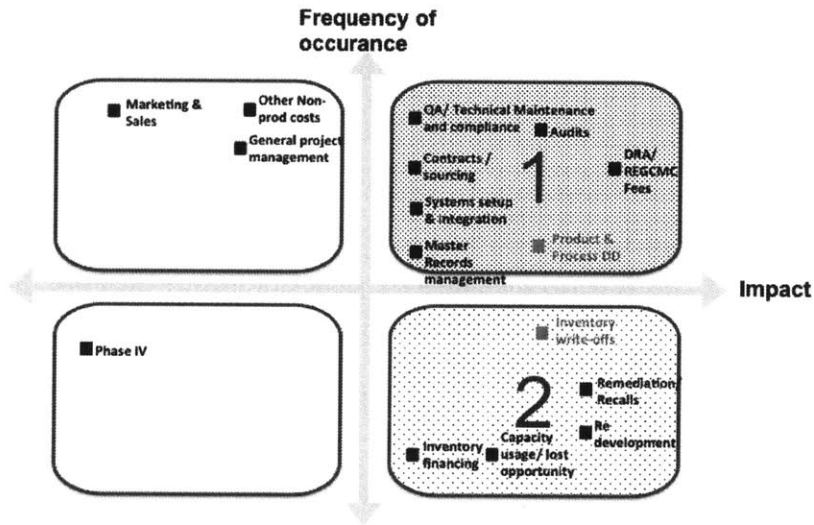 Frequency of
occurance
Marketing &
Sales
Other Non-
prod costs
General project
management
QA/ Technical Maintenance
and compliance
Audits
Contracts /
sourcing
1
DRA/
REGCMC
Fees
Systems setup
& integration
Product &
Process DD
Master
Records
management
Impact
Phase IV
Inventory
write-offs
2
Remediation/
Recalls
Re
development
Inventory
financing
Capacity
usage/ lost
opportunity